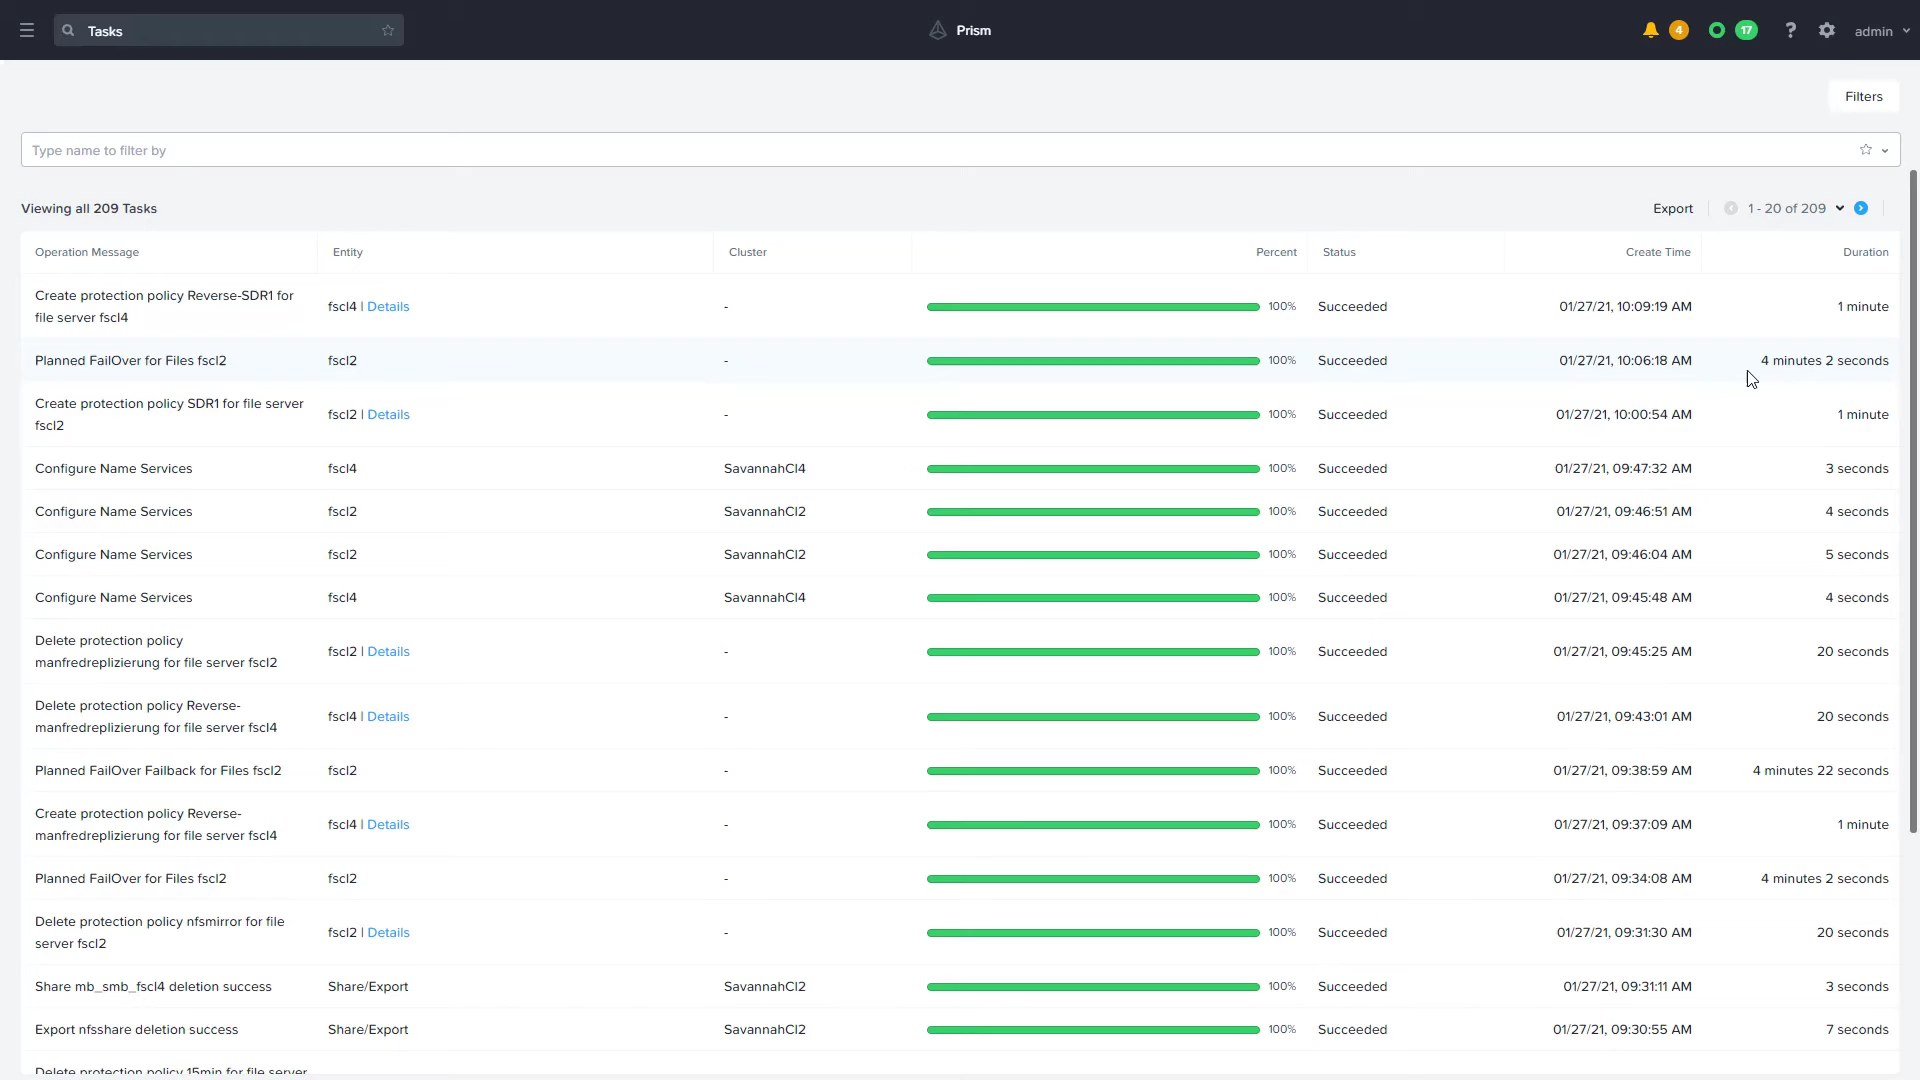 Tasks
Prism
4
17
?
admin
Filters
Type name to filter by
Viewing all 209 Tasks
Export
1 - 20 of 209
Operation Message Entity Cluster Percent Status Create Time Duration
Create protection policy Reverse-SDR1 for
file server fscl4
fscl4 | Details - 100% Succeeded 01/27/21, 10:09:19 AM 1 minute
Planned FailOver for Files fscl2 fscl2 - 100% Succeeded 01/27/21, 10:06:18 AM 4 minutes 2 seconds
Create protection policy SDR1 for file server
fscl2
fscl2 | Details - 100% Succeeded 01/27/21, 10:00:54 AM 1 minute
Configure Name Services fscl4 SavannahCl4 100% Succeeded 01/27/21, 09:47:32 AM 3 seconds
Configure Name Services fscl2 SavannahCl2 100% Succeeded 01/27/21, 09:46:51 AM 4 seconds
Configure Name Services fscl2 SavannahCl2 100% Succeeded 01/27/21, 09:46:04 AM 5 seconds
Configure Name Services fscl4 SavannahCl4 100% Succeeded 01/27/21, 09:45:48 AM 4 seconds
Delete protection policy
manfredreplizierung for file server fscl2
fscl2 | Details - 100% Succeeded 01/27/21, 09:45:25 AM 20 seconds
Delete protection policy Reverse-
manfredreplizierung for file server fscl4
fscl4 | Details - 100% Succeeded 01/27/21, 09:43:01 AM 20 seconds
Planned FailOver Failback for Files fscl2 fscl2 - 100% Succeeded 01/27/21, 09:38:59 AM 4 minutes 22 seconds
Create protection policy Reverse-
manfredreplizierung for file server fscl4
fscl4 | Details - 100% Succeeded 01/27/21, 09:37:09 AM 1 minute
Planned FailOver for Files fscl2 fscl2 - 100% Succeeded 01/27/21, 09:34:08 AM 4 minutes 2 seconds
Delete protection policy nfsmirror for file
server fscl2
fscl2 | Details - 100% Succeeded 01/27/21, 09:31:30 AM 20 seconds
Share mb_smb_fscl4 deletion success Share/Export SavannahCl2 100% Succeeded 01/27/21, 09:31:11 AM 3 seconds
Export nfsshare deletion success Share/Export SavannahCl2 100% Succeeded 01/27/21, 09:30:55 AM 7 seconds
Delete protection policy 15min for file server